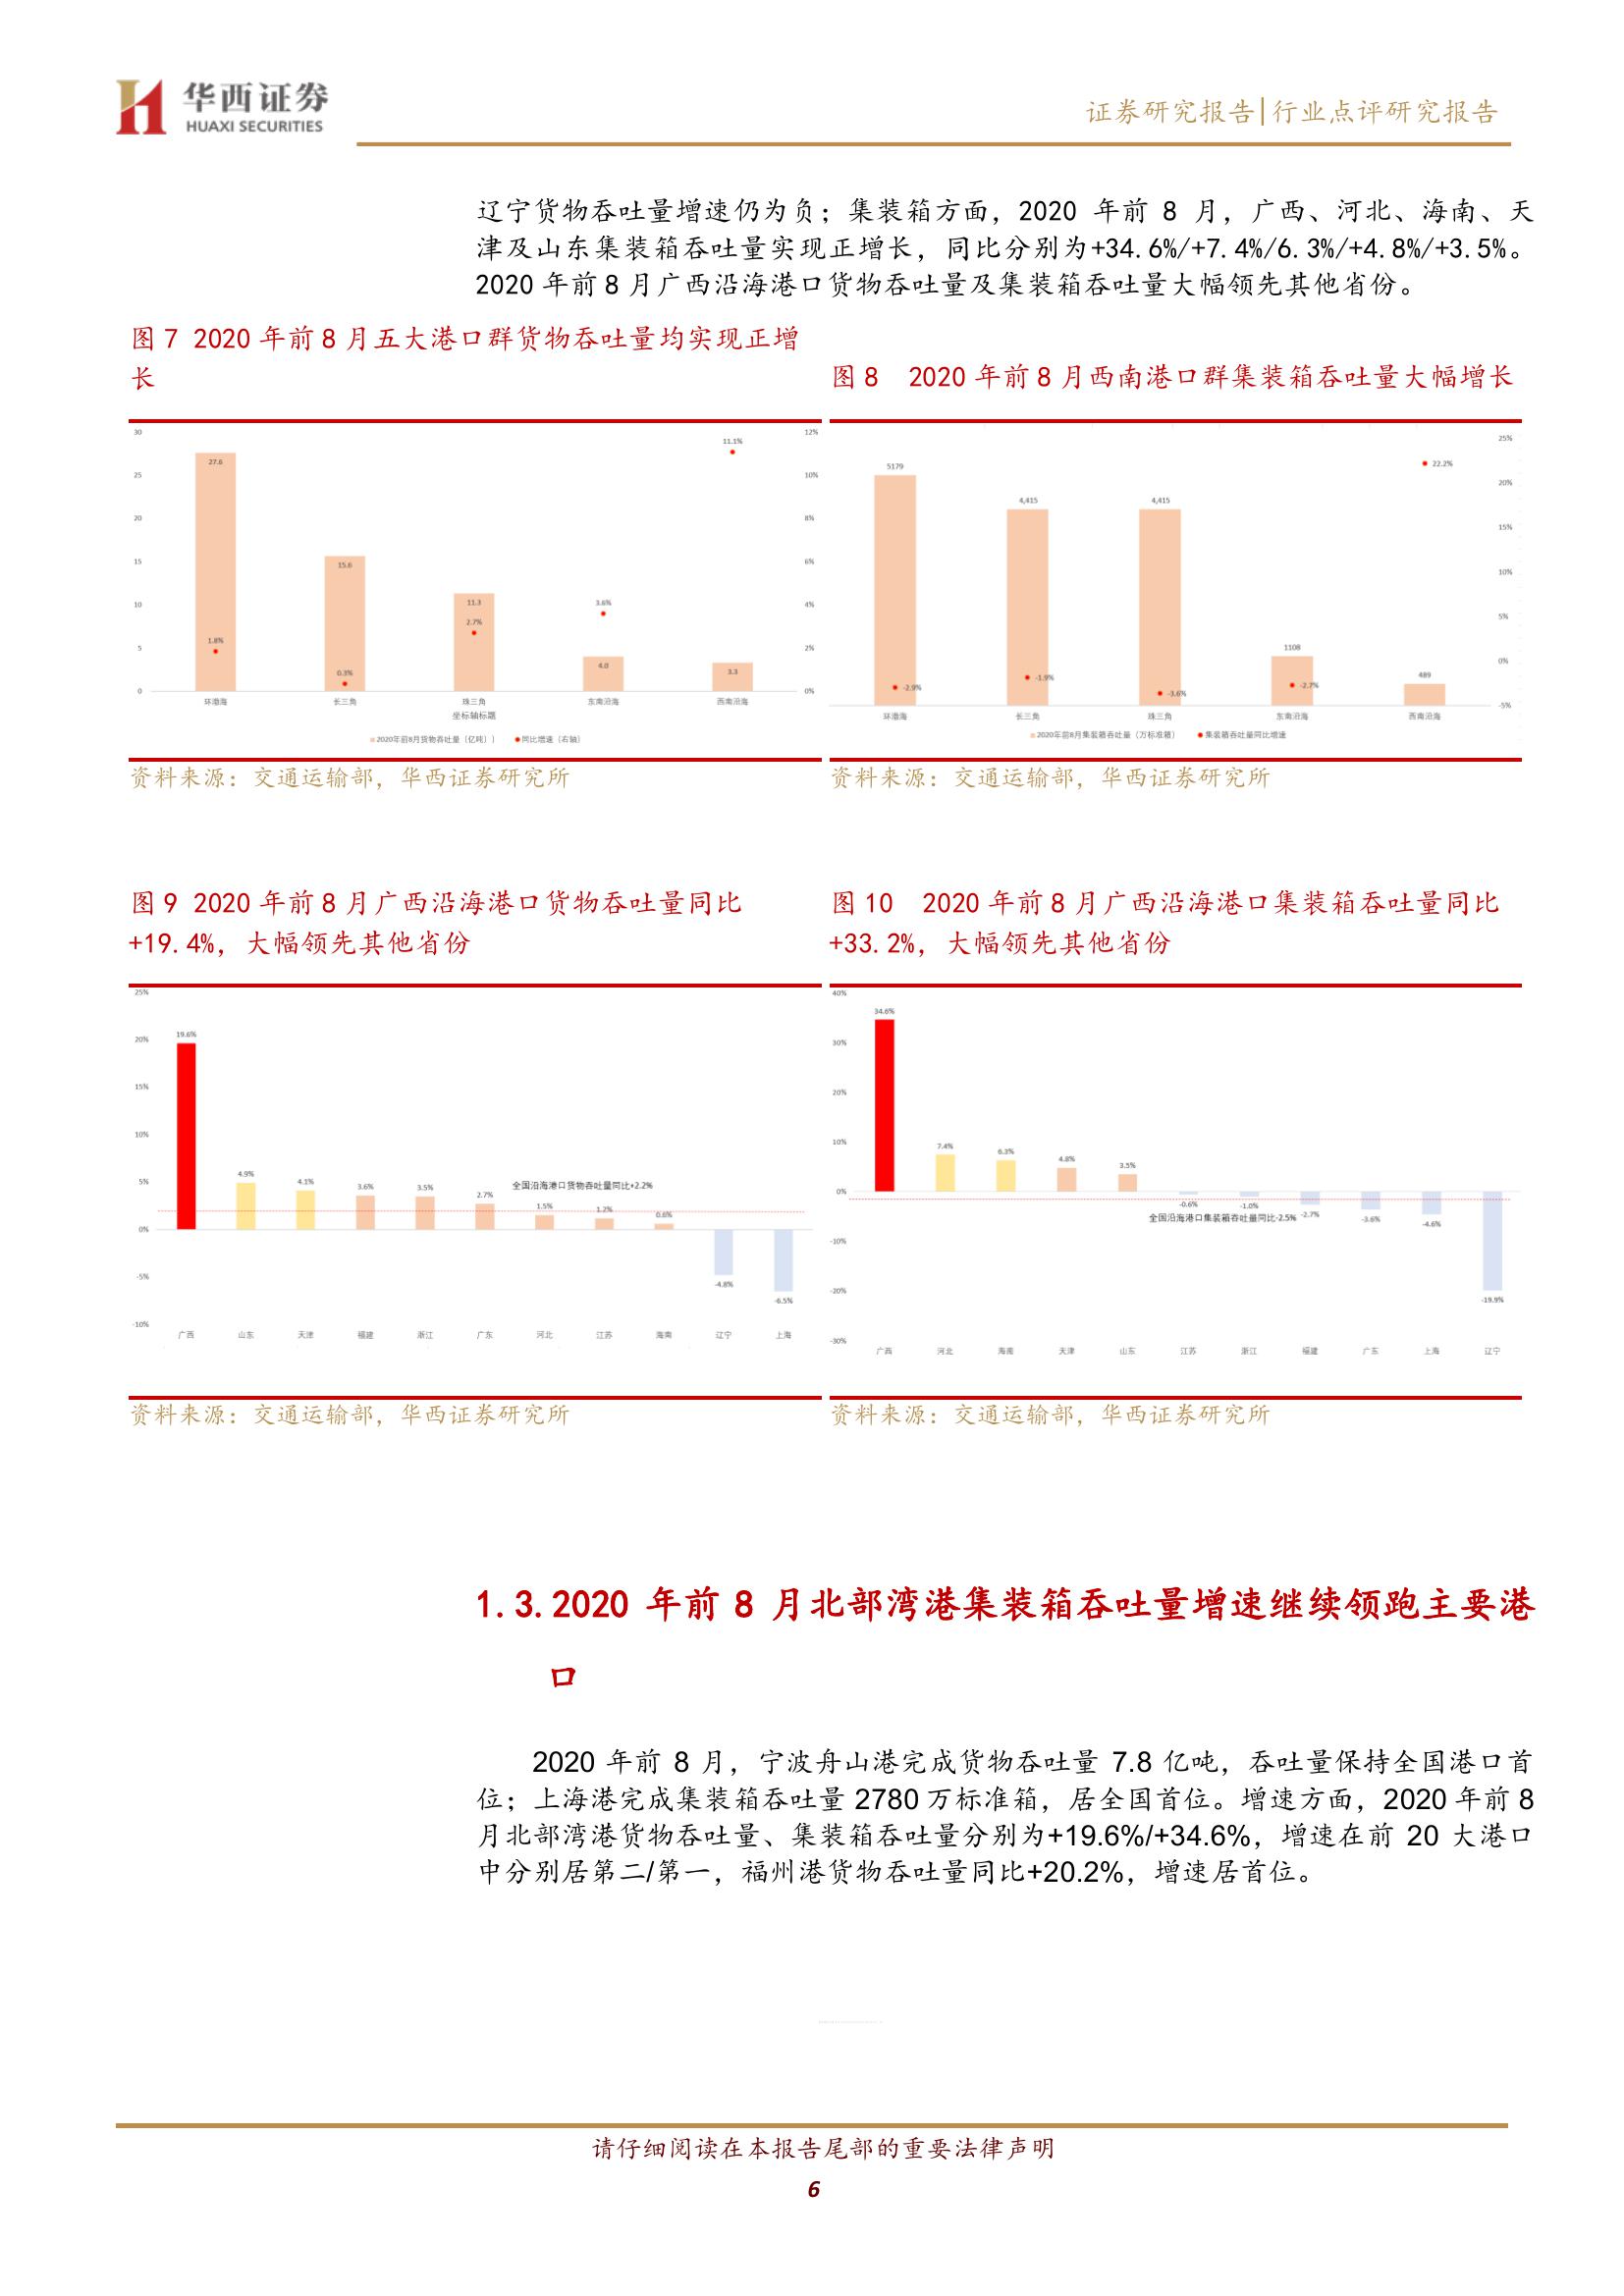 华西证券
HUAXI SECURITIES
证券研究报告|行业点评研究报告
辽宁货物吞吐量增速仍为负；集装箱方面，2020 年前 8 月，广西、河北、海南、天
津及山东集装箱吞吐量实现正增长，同比分别为+34.6%/+7.4%/6.3%/+4.8%/+3.5%。
2020 年前 8 月广西沿海港口货物吞吐量及集装箱吞吐量大幅领先其他省份。
图 7 2020 年前 8 月五大港口群货物吞吐量均实现正增
长
图 8 2020 年前 8 月西南港口群集装箱吞吐量大幅增长
30
25
20
15
10
5
0
12%
10%
8%
6%
4%
2%
0%
27.6
15.6
11.3
4.0
3.3
1.8%
0.3%
2.7%
3.6%
11.1%
环渤海 长三角 珠三角 东南沿海 西南沿海
坐标轴标题
2020年前8月货物吞吐量（亿吨）） 同比增速（右轴）
25%
20%
15%
10%
5%
0%
-5%
5179
4,415
4,415
1108
489
-2.9%
-1.9%
-3.6%
-2.7%
22.2%
环渤海 长三角 珠三角 东南沿海 西南沿海
2020年前8月集装箱吞吐量（万标准箱） 集装箱吞吐量同比增速
资料来源：交通运输部，华西证券研究所
资料来源：交通运输部，华西证券研究所
图 9 2020 年前 8 月广西沿海港口货物吞吐量同比
+19.4%，大幅领先其他省份
图 10 2020 年前 8 月广西沿海港口集装箱吞吐量同比
+33.2%，大幅领先其他省份
25%
20%
15%
10%
5%
0%
-5%
-10%
19.6%
4.9%
4.1%
3.6%
3.5%
2.7%
1.5%
1.2%
0.6%
-4.8%
-6.5%
全国沿海港口货物吞吐量同比+2.2%
广西 山东 天津 福建 浙江 广东 河北 江苏 海南 辽宁 上海
40%
30%
20%
10%
0%
-10%
-20%
-30%
34.6%
7.4%
6.3%
4.8%
3.5%
-0.6%
-1.0%
-2.7%
-3.6%
-4.6%
-19.9%
全国沿海港口集装箱吞吐量同比-2.5%
广西 河北 海南 天津 山东 江苏 浙江 福建 广东 上海 辽宁
资料来源：交通运输部，华西证券研究所
资料来源：交通运输部，华西证券研究所
1.3.2020 年前 8 月北部湾港集装箱吞吐量增速继续领跑主要港
口
2020 年前 8 月，宁波舟山港完成货物吞吐量 7.8 亿吨，吞吐量保持全国港口首
位；上海港完成集装箱吞吐量 2780 万标准箱，居全国首位。增速方面，2020 年前 8
月北部湾港货物吞吐量、集装箱吞吐量分别为+19.6%/+34.6%，增速在前 20 大港口
中分别居第二/第一，福州港货物吞吐量同比+20.2%，增速居首位。
请仔细阅读在本报告尾部的重要法律声明
6